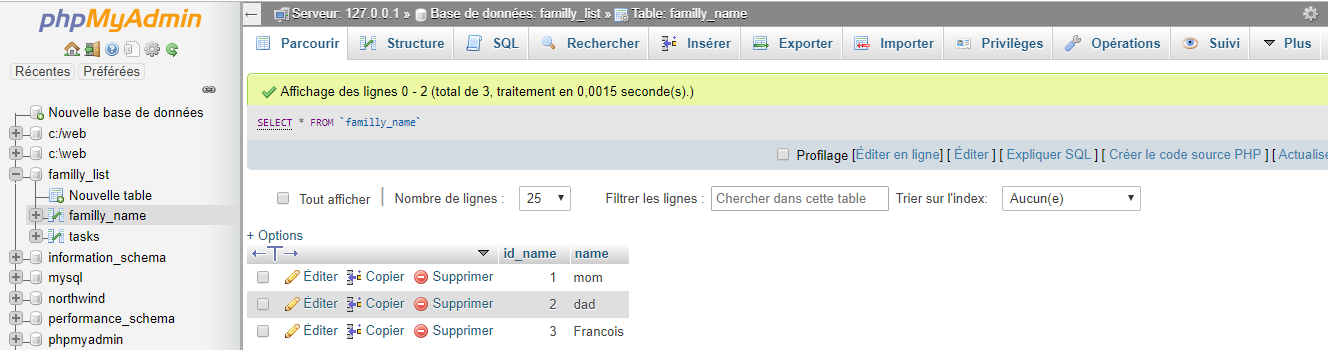 phpMyAdmin
Récentes Préférées
Nouvelle base de données
c:/web
c:\web
familly_list
Nouvelle table
familly_name
tasks
information_schema
mysql
northwind
performance_schema
phpmyadmin
Serveur: 127.0.0.1 » Base de données: familly_list » Table: familly_name
Parcourir Structure SQL Rechercher Insérer Exporter Importer Privilèges Opérations Suivi Plus
Affichage des lignes 0 - 2 (total de 3, traitement en 0,0015 seconde(s).)
SELECT * FROM `familly_name`
Profilage [Éditer en ligne] [ Éditer ] [ Expliquer SQL ] [ Créer le code source PHP ] [ Actualise
Tout afficher Nombre de lignes : 25 Filtrer les lignes : Chercher dans cette table Trier sur l'index: Aucun(e)
+ Options
←T→ id_name name
Éditer Copier Supprimer 1 mom
Éditer Copier Supprimer 2 dad
Éditer Copier Supprimer 3 Francois